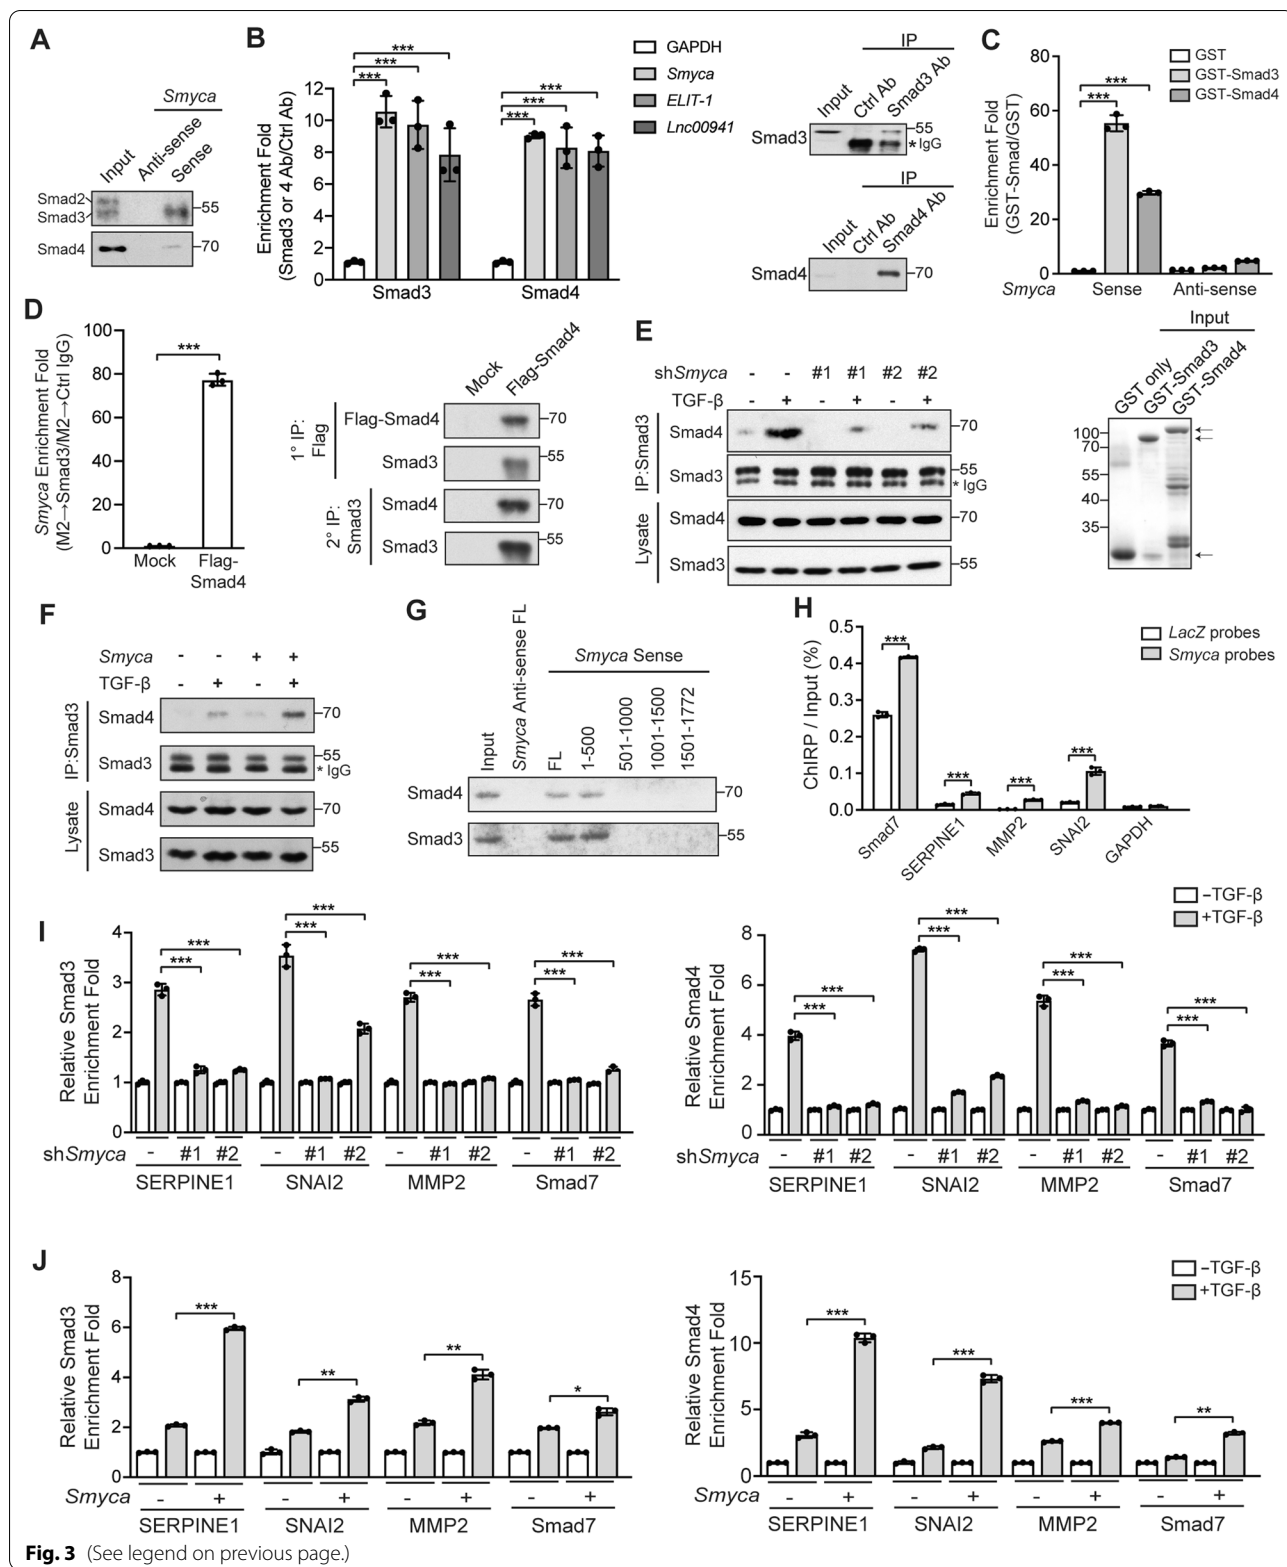 A
Smyca
Input
Anti-sense
Sense
Smad2
Smad3
55
Smad4
70
B
Enrichment Fold
(Smad3 or 4 Ab/Ctrl Ab)
12
10
8
6
4
2
0
***
***
***
***
***
***
Smad3
Smad4
GAPDH
Smyca
ELIT-1
Lnc00941
IP
Input
Ctrl Ab
Smad3 Ab
Smad3
55
* IgG
IP
Input
Ctrl Ab
Smad4 Ab
Smad4
70
C
Enrichment Fold
(GST-Smad/GST)
80
60
40
20
0
***
***
GST
GST-Smad3
GST-Smad4
Smyca
Sense
Anti-sense
Input
GST only
GST-Smad3
GST-Smad4
100
70
55
40
35
D
Smyca Enrichment Fold
(M2→Smad3/M2→Ctrl IgG)
100
80
60
40
20
0
***
Mock
Flag-
Smad4
Mock
Flag-Smad4
1° IP:
Flag
Flag-Smad4
70
Smad3
55
2° IP:
Smad3
Smad4
70
Smad3
55
E
shSmyca - - #1 #1 #2 #2
TGF-β - + - + - +
IP:Smad3
Smad4
70
Smad3
55
* IgG
Lysate
Smad4
70
Smad3
55
F
Smyca - - + +
TGF-β - + - +
IP:Smad3
Smad4
70
Smad3
55
* IgG
Lysate
Smad4
70
Smad3
55
G
Smyca Sense
Input
Smyca Anti-sense FL
FL
1-500
501-1000
1001-1500
1501-1772
Smad4
70
Smad3
55
H
ChIRP / Input (%)
0.5
0.4
0.3
0.2
0.1
0.0
***
***
***
***
LacZ probes
Smyca probes
Smad7
SERPINE1
MMP2
SNAI2
GAPDH
I
Relative Smad3
Enrichment Fold
4
3
2
1
0
***
***
***
***
***
***
***
***
shSmyca - #1 #2 - #1 #2 - #1 #2 - #1 #2
SERPINE1 SNAI2 MMP2 Smad7
−TGF-β
+TGF-β
Relative Smad4
Enrichment Fold
8
6
4
2
0
***
***
***
***
***
***
***
***
shSmyca - #1 #2 - #1 #2 - #1 #2 - #1 #2
SERPINE1 SNAI2 MMP2 Smad7
J
Relative Smad3
Enrichment Fold
8
6
4
2
0
***
**
**
*
Smyca - + - + - + - +
SERPINE1 SNAI2 MMP2 Smad7
−TGF-β
+TGF-β
Relative Smad4
Enrichment Fold
15
10
5
0
***
***
***
**
Smyca - + - + - + - +
SERPINE1 SNAI2 MMP2 Smad7
Fig. 3 (See legend on previous page.)